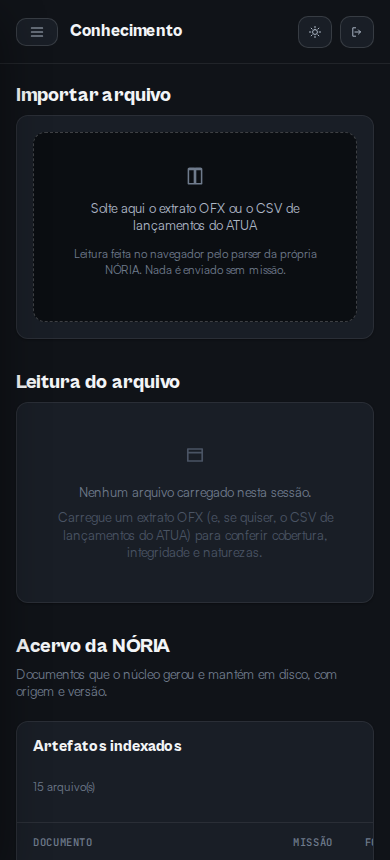 Conhecimento
Importar arquivo
Solte aqui o extrato OFX ou o CSV de
lançamentos do ATUA
Leitura feita no navegador pelo parser da própria
NÓRIA. Nada é enviado sem missão.
Leitura do arquivo
Nenhum arquivo carregado nesta sessão.
Carregue um extrato OFX (e, se quiser, o CSV de
lançamentos do ATUA) para conferir cobertura,
integridade e naturezas.
Acervo da NÓRIA
Documentos que o núcleo gerou e mantém em disco, com
origem e versão.
Artefatos indexados
15 arquivo(s)
DOCUMENTO MISSÃO